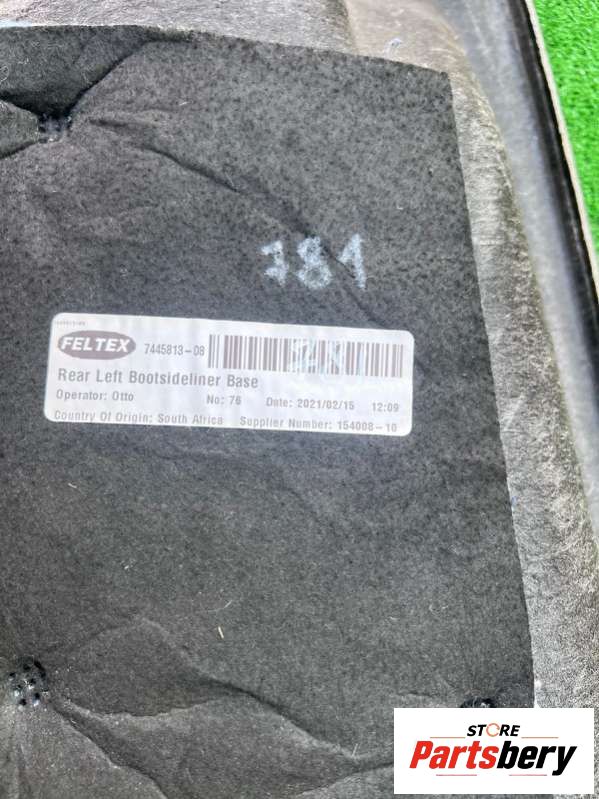 781
FELTEX 7445813-08
Rear Left Bootsideliner Base
Operator: Otto No: 76 Date: 2021/02/15 12:09
Country Of Origin: South Africa Supplier Number: 154008-10
STORE
Partsbery